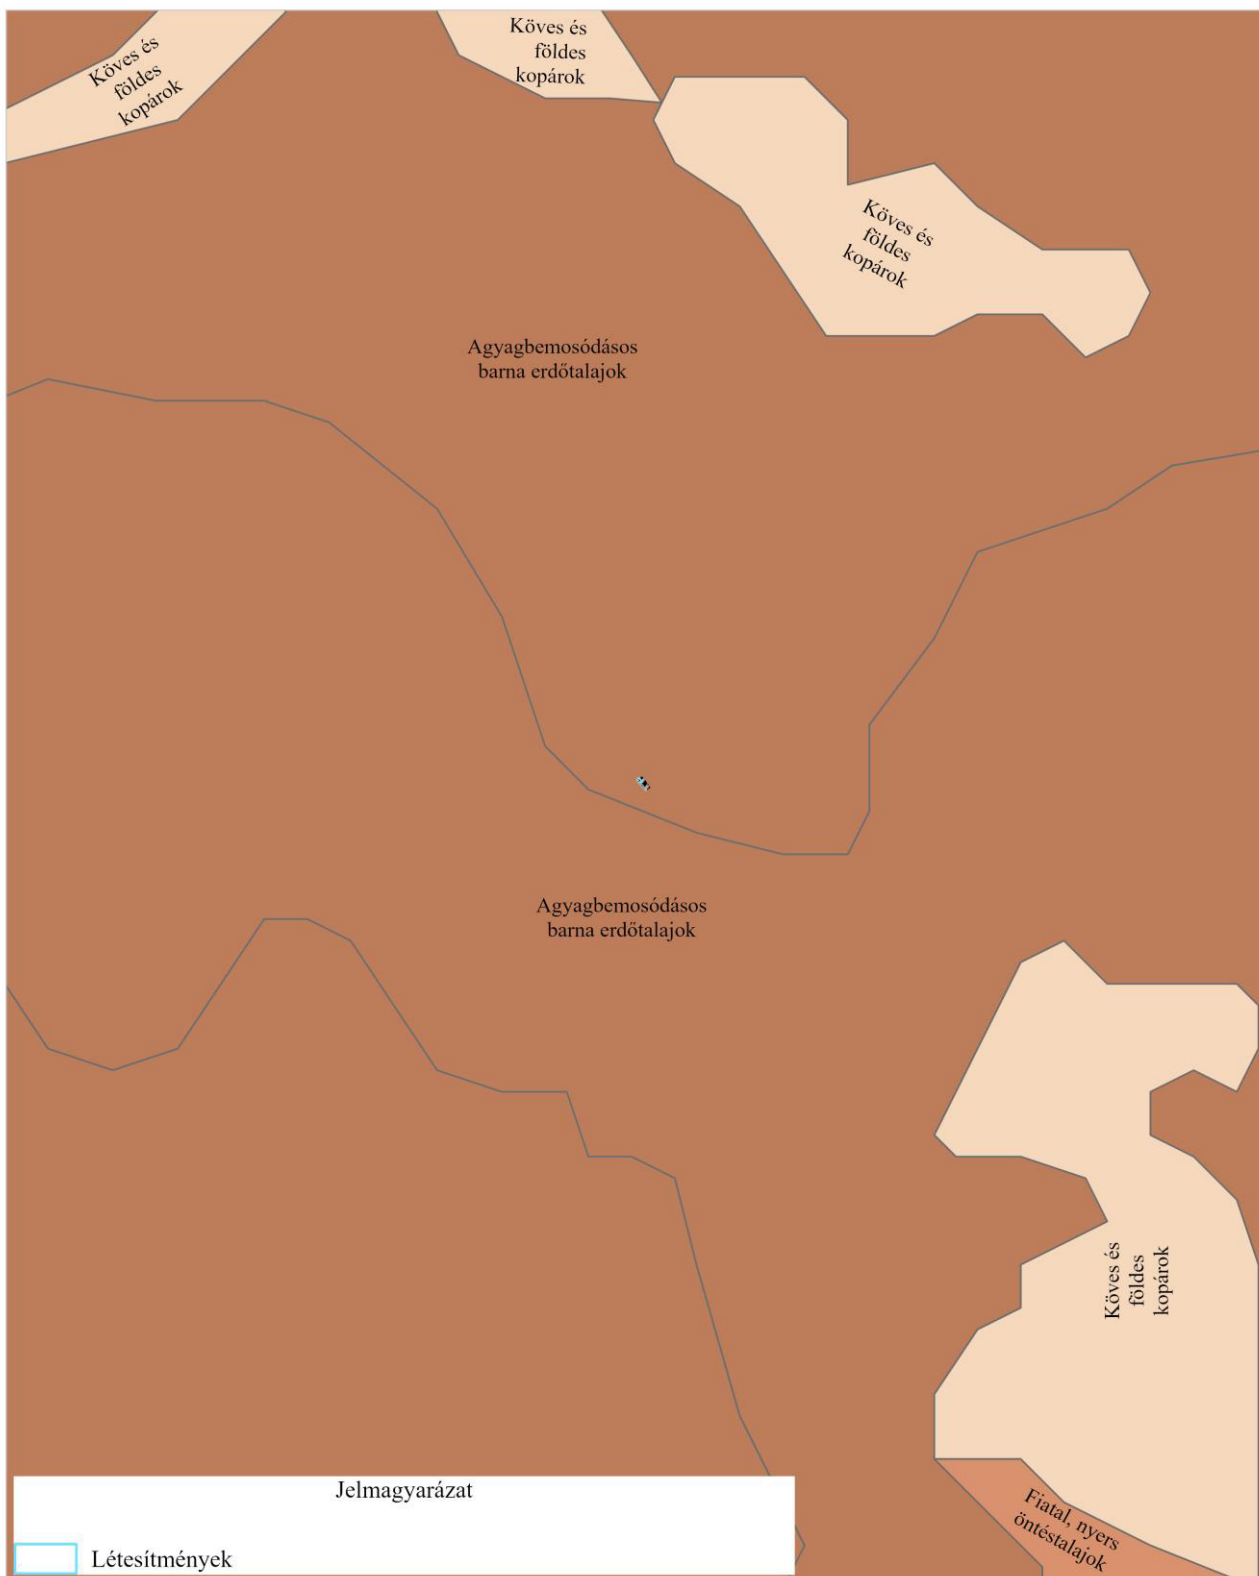 Köves és
földes
kopárok
Köves és
földes
kopárok
Köves és
földes
kopárok
Agyagbemosódásos
barna erdőtalajok
Agyagbemosódásos
barna erdőtalajok
Köves és
földes
kopárok
Fiatal, nyers
öntéstalajok
Jelmagyarázat
Létesítmények